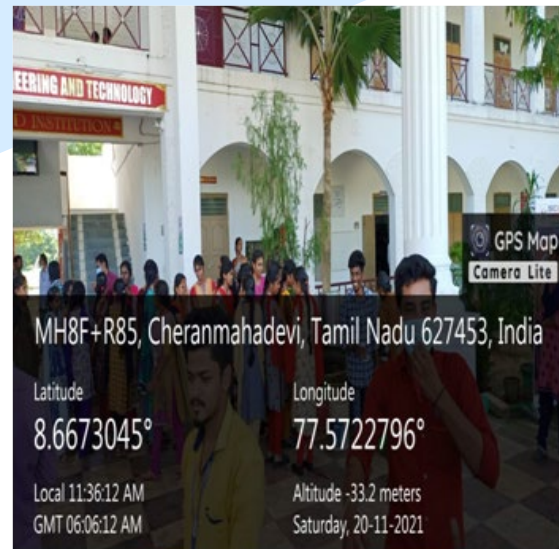 EERING AND TECHNOLOGY
D INSTITUTION
GPS Map
Camera Lite
MH8F+R85, Cheranmahadevi, Tamil Nadu 627453, India
Latitude
8.6673045°
Longitude
77.5722796°
Local 11:36:12 AM
GMT 06:06:12 AM
Altitude -33.2 meters
Saturday, 20-11-2021